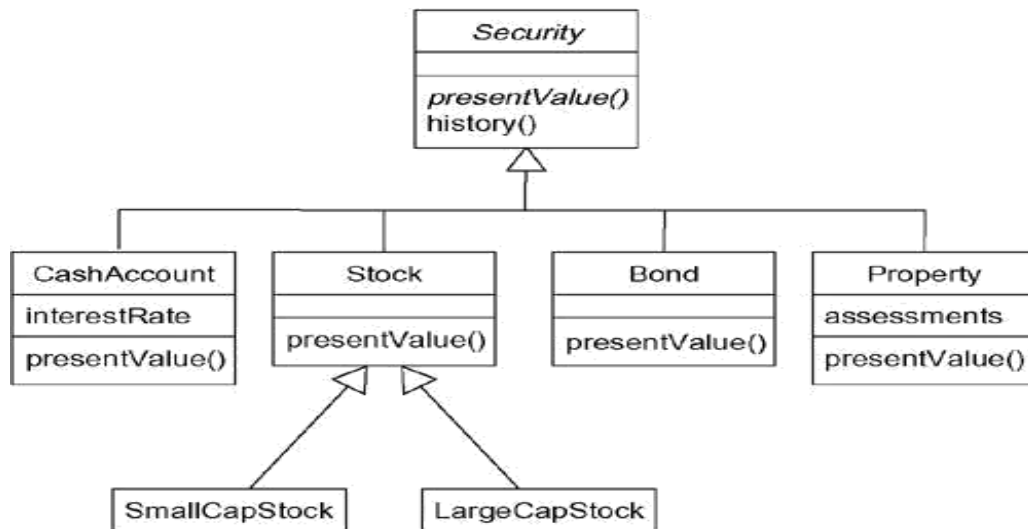 Security
presentValue()
history()
CashAccount
interestRate
presentValue()
Stock
presentValue()
Bond
presentValue()
Property
assessments
presentValue()
SmallCapStock
LargeCapStock